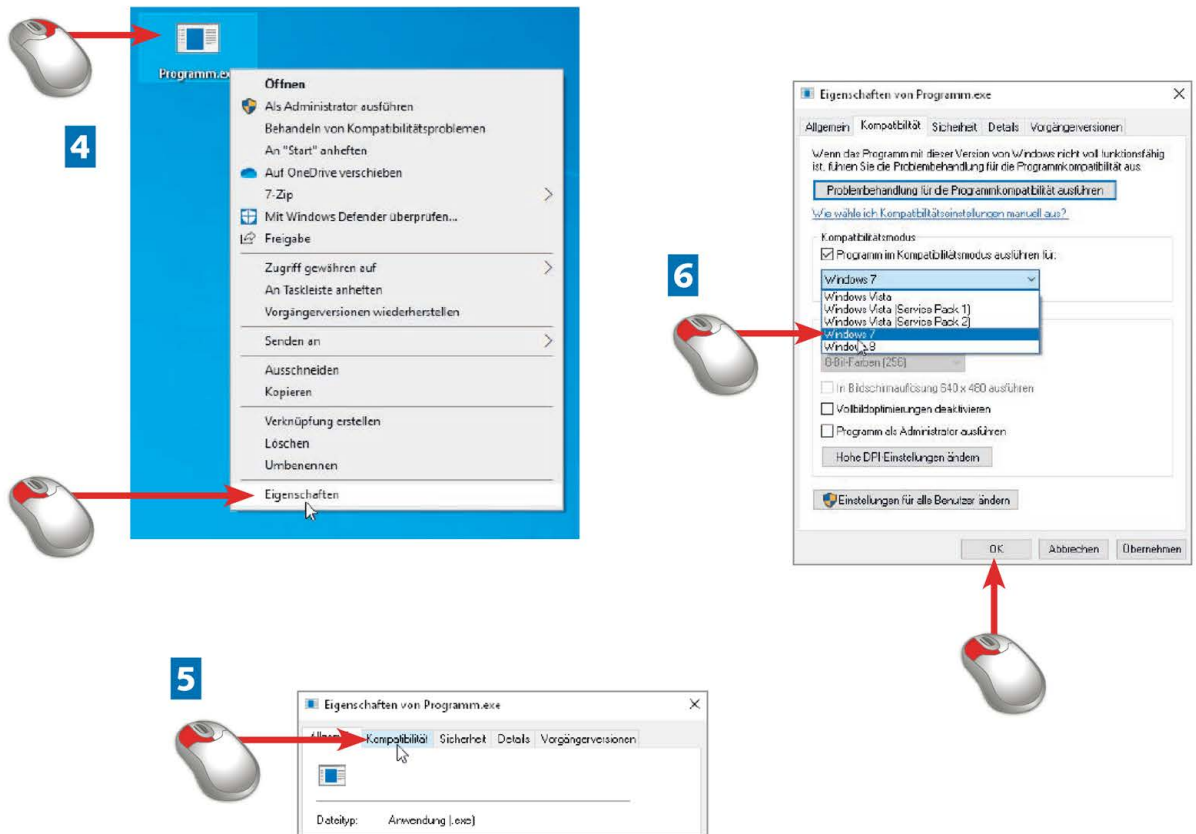 4
Programm.exe
Öffnen
Als Administrator ausführen
Behandeln von Kompatibilitätsproblemen
An "Start" anheften
Auf OneDrive verschieben
7-Zip
Mit Windows Defender überprüfen...
Freigabe
Zugriff gewähren auf
An Taskleiste anheften
Vorgängerversionen wiederherstellen
Senden an
Ausschneiden
Kopieren
Verknüpfung erstellen
Löschen
Umbenennen
Eigenschaften
5
Eigenschaften von Programm.exe
Allgemein Kompatibilität Sicherheit Details Vorgängerversionen
Dateityp: Anwendung (.exe)
6
Eigenschaften von Programm.exe
Allgemein Kompatibilität Sicherheit Details Vorgängerversionen
Wenn das Programm mit dieser Version von Windows nicht voll funktionsfähig
ist, führen Sie die Problembehandlung für die Programmkompatibilität aus.
Problembehandlung für die Programmkompatibilität ausführen
Wie wähle ich Kompatibilitätseinstellungen manuell aus?
Kompatibilitätsmodus
Programm im Kompatibilitätsmodus ausführen für:
Windows 7
Windows Vista
Windows Vista (Service Pack 1)
Windows Vista (Service Pack 2)
Windows 7
Windows 8
8-Bit-Farben (256)
In Bildschirmauflösung 640 x 480 ausführen
Vollbildoptimierungen deaktivieren
Programm als Administrator ausführen
Hohe DPI-Einstellungen ändern
Einstellungen für alle Benutzer ändern
OK Abbrechen Übernehmen